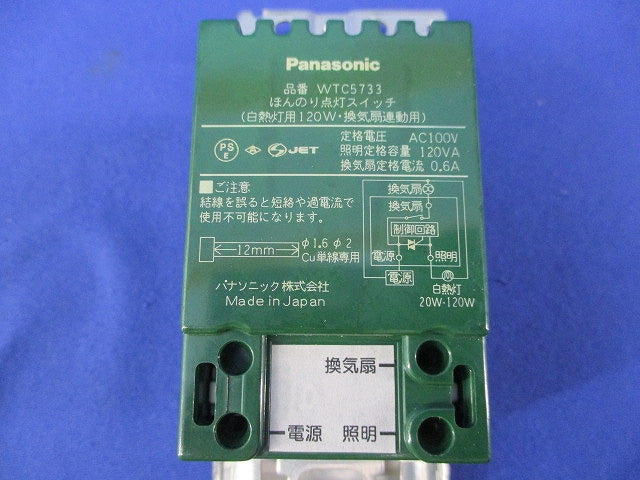 Panasonic
品番 WTC5733
ほんのり点灯スイッチ
(白熱灯用120W・換気扇連動用)
PS
E
JET
定格電圧 AC100V
照明定格容量 120VA
換気扇定格電流 0.6A
ご注意
結線を誤ると短絡や過電流で
使用不可能になります。
12mm
φ1.6 φ2
Cu単線専用
換気扇
換気扇
制御回路
電源
照明
電源
白熱灯
20W-120W
パナソニック株式会社
Made in Japan
換気扇
電源 照明